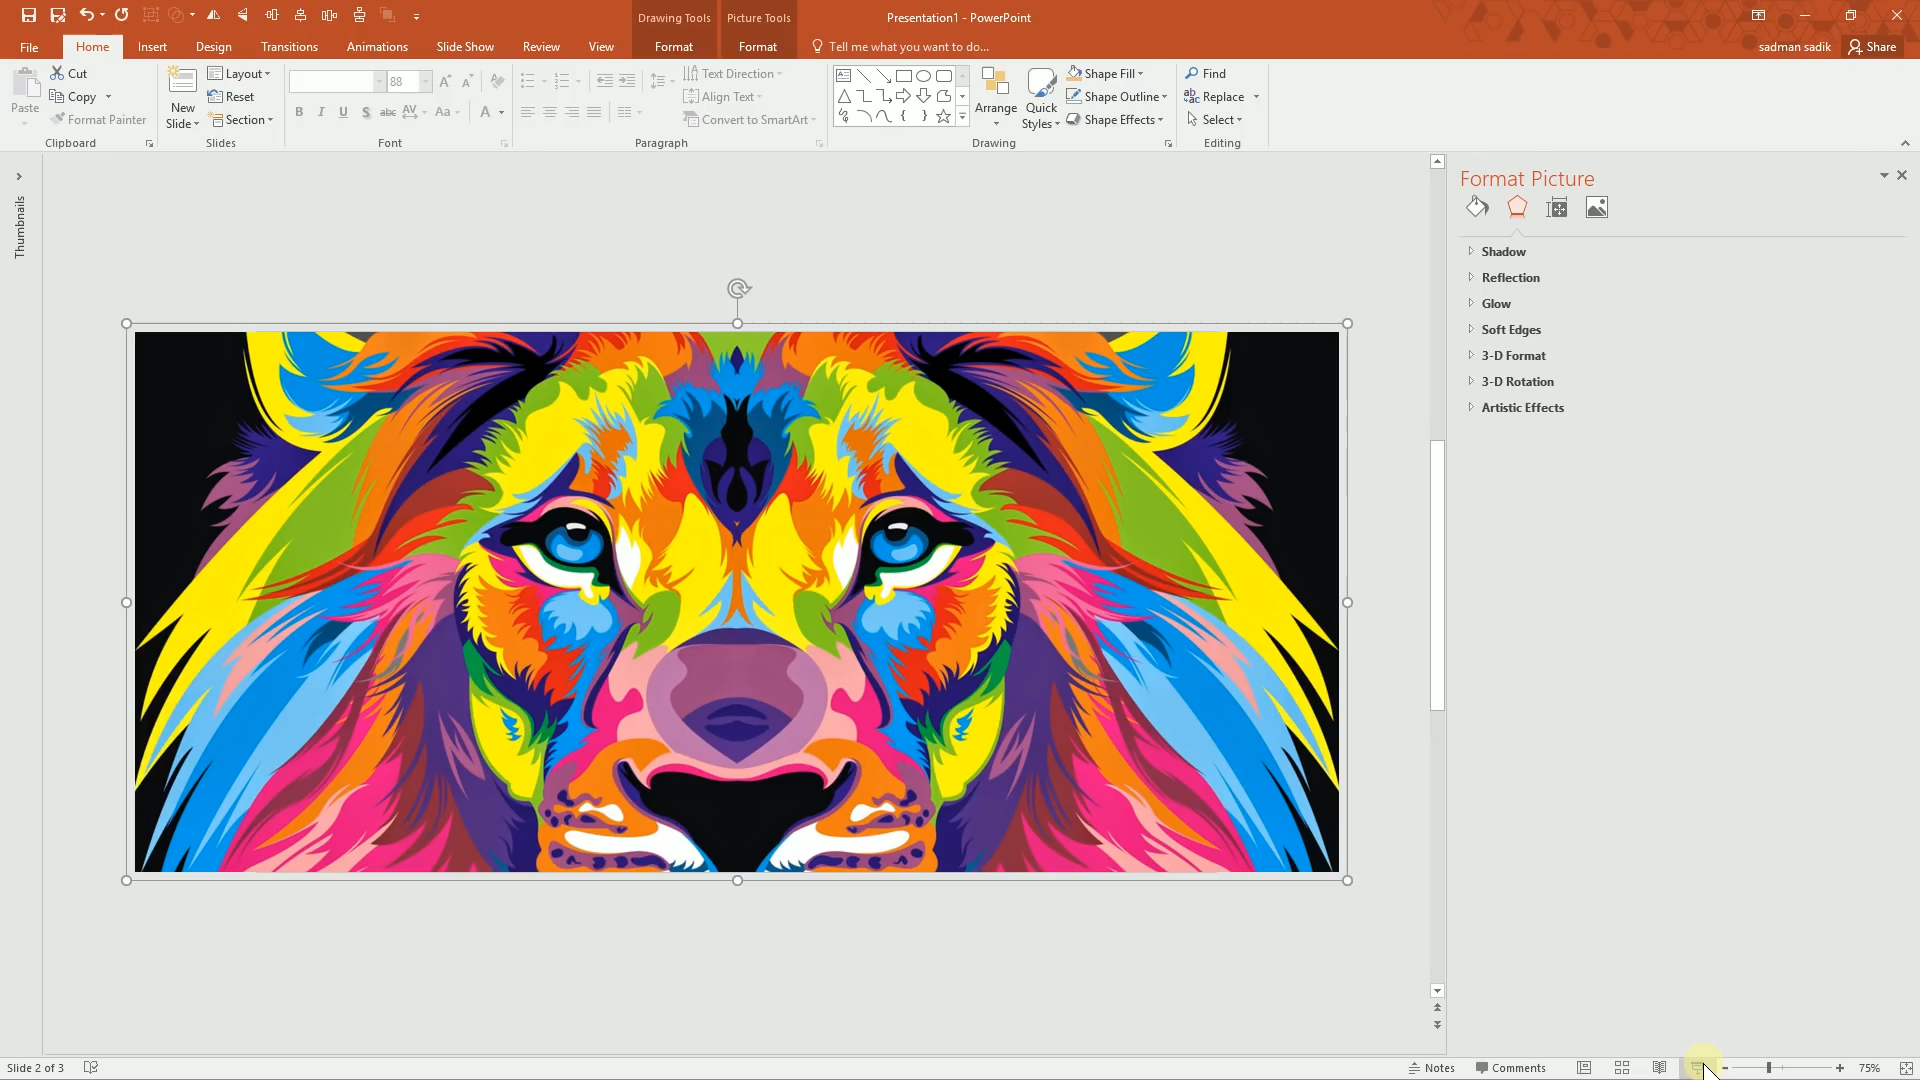 Drawing Tools Picture Tools Presentation1 - PowerPoint
File Home Insert Design Transitions Animations Slide Show Review View Format Format Tell me what you want to do... sadman sadik Share
Paste
Cut
Copy
Format Painter
Clipboard
New
Slide
Layout
Reset
Section
Slides
88
B I U S abc AV Aa A
Font
Text Direction
Align Text
Convert to SmartArt
Paragraph
Arrange
Quick
Styles
Shape Fill
Shape Outline
Shape Effects
Drawing
Find
Replace
Select
Editing
Thumbnails
Format Picture
Shadow
Reflection
Glow
Soft Edges
3-D Format
3-D Rotation
Artistic Effects
Slide 2 of 3 Notes Comments 75%